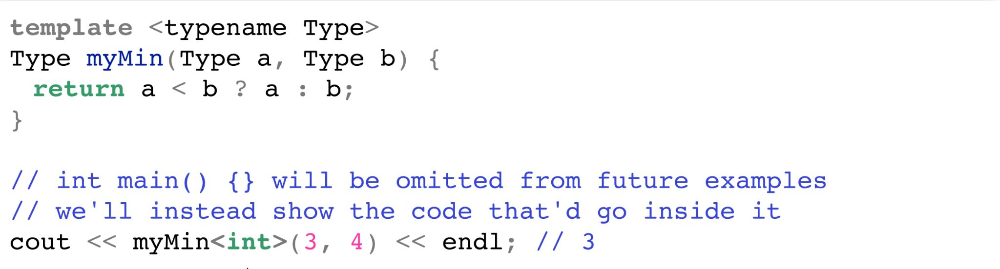 template <typename Type>
Type myMin(Type a, Type b) {
  return a < b ? a : b;
}
// int main() {} will be omitted from future examples
// we'll instead show the code that'd go inside it
cout << myMin<int>(3, 4) << endl; // 3